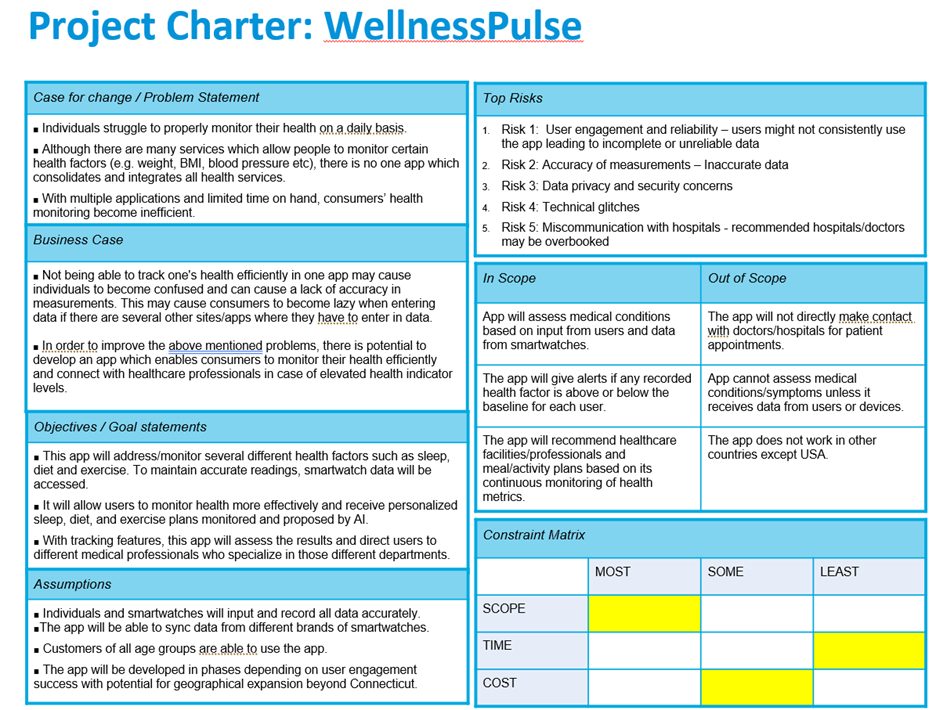 Project Charter: WellnessPulse
Case for change / Problem Statement
▪ Individuals struggle to properly monitor their health on a daily basis.
▪ Although there are many services which allow people to monitor certain
health factors (e.g. weight, BMI, blood pressure etc), there is no one app which
consolidates and integrates all health services.
▪ With multiple applications and limited time on hand, consumers’ health
monitoring become inefficient.
Business Case
▪ Not being able to track one's health efficiently in one app may cause
individuals to become confused and can cause a lack of accuracy in
measurements. This may cause consumers to become lazy when entering
data if there are several other sites/apps where they have to enter in data.
▪ In order to improve the above mentioned problems, there is potential to
develop an app which enables consumers to monitor their health efficiently
and connect with healthcare professionals in case of elevated health indicator
levels.
Objectives / Goal statements
▪ This app will address/monitor several different health factors such as sleep,
diet and exercise. To maintain accurate readings, smartwatch data will be
accessed.
▪ It will allow users to monitor health more effectively and receive personalized
sleep, diet, and exercise plans monitored and proposed by AI.
▪ With tracking features, this app will assess the results and direct users to
different medical professionals who specialize in those different departments.
Assumptions
▪ Individuals and smartwatches will input and record all data accurately.
▪The app will be able to sync data from different brands of smartwatches.
▪ Customers of all age groups are able to use the app.
▪ The app will be developed in phases depending on user engagement
success with potential for geographical expansion beyond Connecticut.
Top Risks
1. Risk 1: User engagement and reliability – users might not consistently use
the app leading to incomplete or unreliable data
2. Risk 2: Accuracy of measurements – Inaccurate data
3. Risk 3: Data privacy and security concerns
4. Risk 4: Technical glitches
5. Risk 5: Miscommunication with hospitals - recommended hospitals/doctors
may be overbooked
In Scope
Out of Scope
App will assess medical conditions
based on input from users and data
from smartwatches.
The app will not directly make contact
with doctors/hospitals for patient
appointments.
The app will give alerts if any recorded
health factor is above or below the
baseline for each user.
App cannot assess medical
conditions/symptoms unless it
receives data from users or devices.
The app will recommend healthcare
facilities/professionals and
meal/activity plans based on its
continuous monitoring of health
metrics.
The app does not work in other
countries except USA.
Constraint Matrix
MOST
SOME
LEAST
SCOPE
TIME
COST